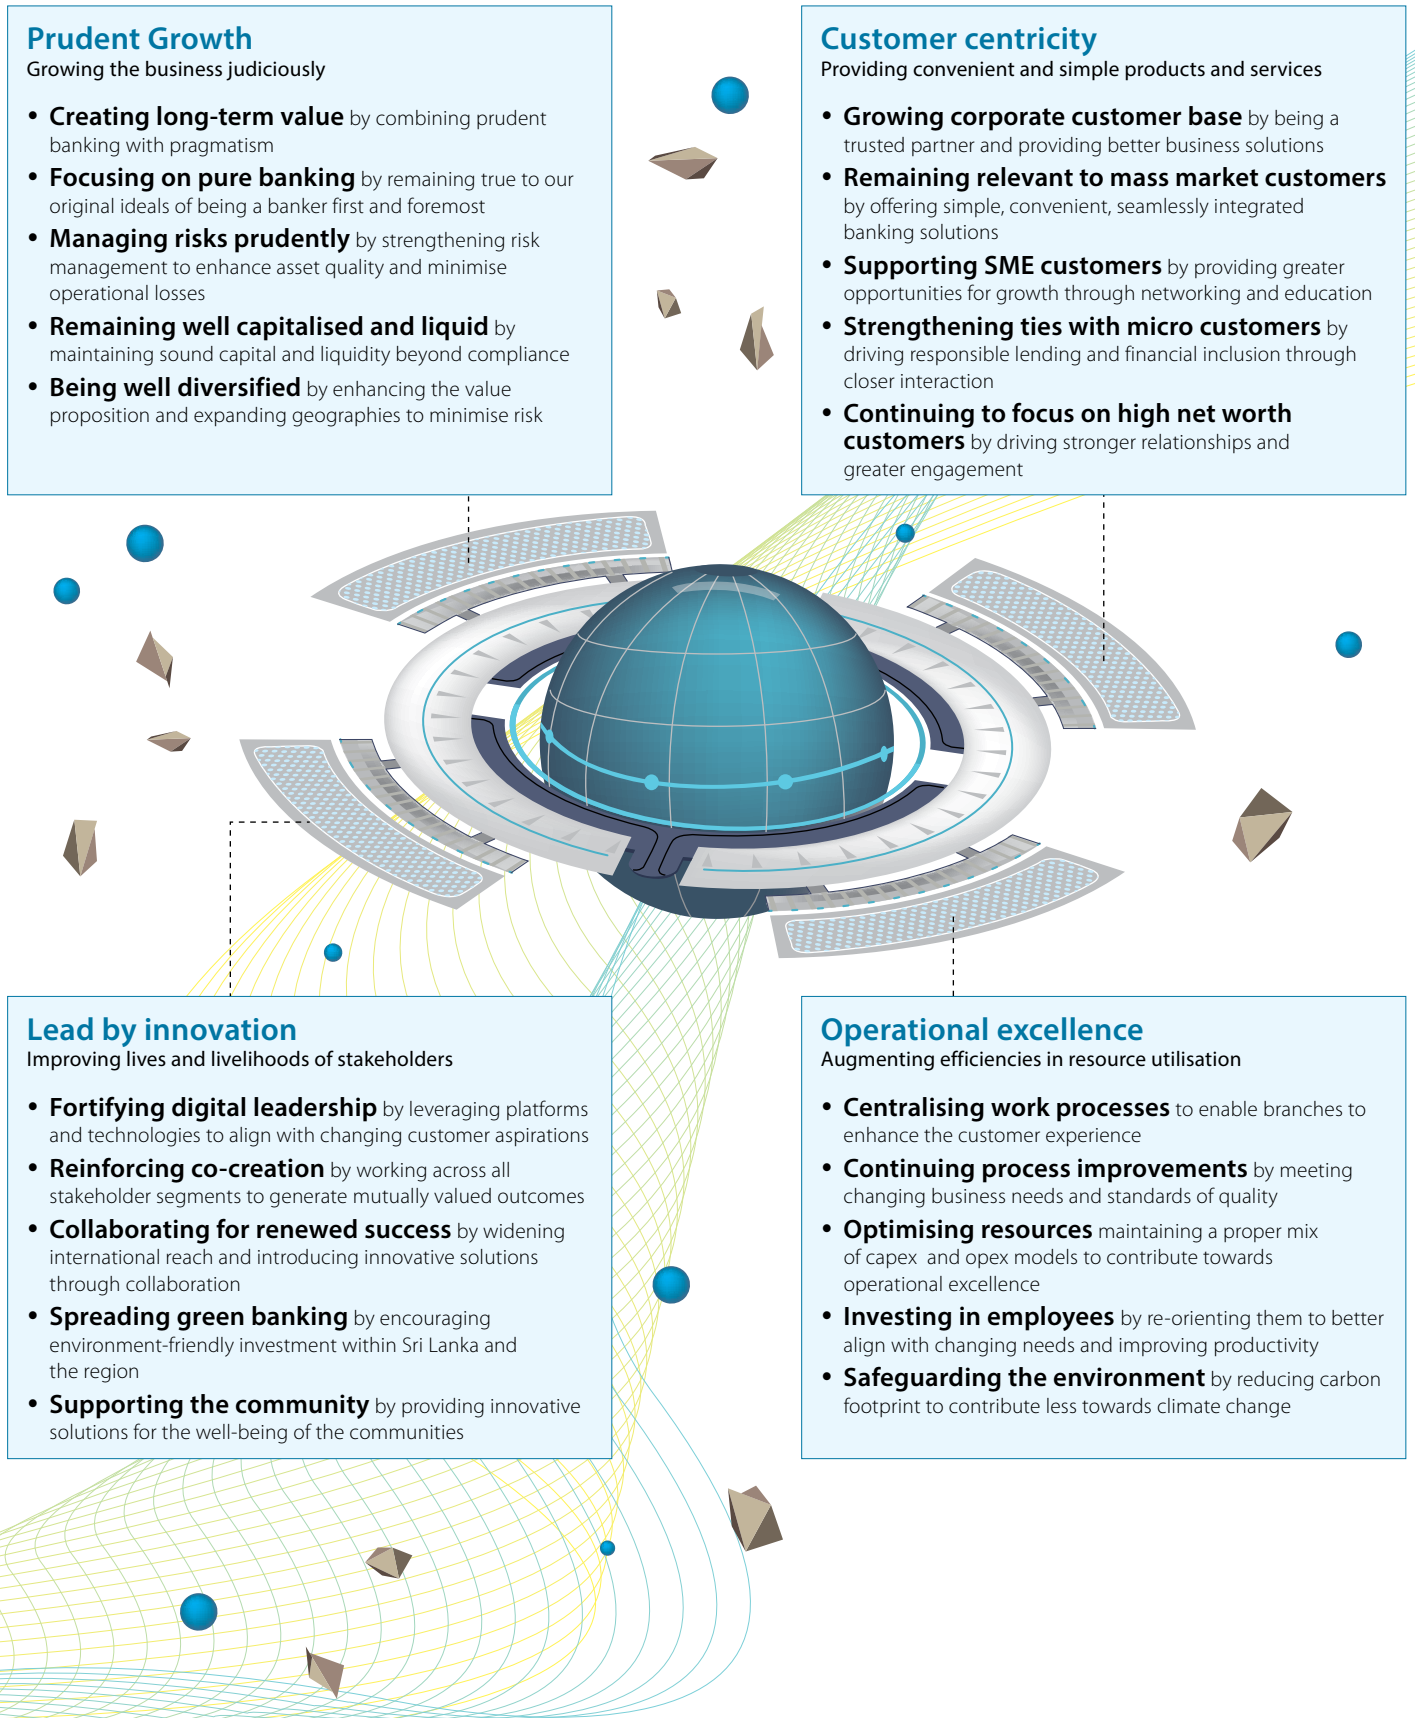 Prudent Growth
Growing the business judiciously
• Creating long-term value by combining prudent
banking with pragmatism
• Focusing on pure banking by remaining true to our
original ideals of being a banker first and foremost
• Managing risks prudently by strengthening risk
management to enhance asset quality and minimise
operational losses
• Remaining well capitalised and liquid by
maintaining sound capital and liquidity beyond compliance
• Being well diversified by enhancing the value
proposition and expanding geographies to minimise risk
Customer centricity
Providing convenient and simple products and services
• Growing corporate customer base by being a
trusted partner and providing better business solutions
• Remaining relevant to mass market customers
by offering simple, convenient, seamlessly integrated
banking solutions
• Supporting SME customers by providing greater
opportunities for growth through networking and education
• Strengthening ties with micro customers by
driving responsible lending and financial inclusion through
closer interaction
• Continuing to focus on high net worth
customers by driving stronger relationships and
greater engagement
Lead by innovation
Improving lives and livelihoods of stakeholders
• Fortifying digital leadership by leveraging platforms
and technologies to align with changing customer aspirations
• Reinforcing co-creation by working across all
stakeholder segments to generate mutually valued outcomes
• Collaborating for renewed success by widening
international reach and introducing innovative solutions
through collaboration
• Spreading green banking by encouraging
environment-friendly investment within Sri Lanka and
the region
• Supporting the community by providing innovative
solutions for the well-being of the communities
Operational excellence
Augmenting efficiencies in resource utilisation
• Centralising work processes to enable branches to
enhance the customer experience
• Continuing process improvements by meeting
changing business needs and standards of quality
• Optimising resources maintaining a proper mix
of capex and opex models to contribute towards
operational excellence
• Investing in employees by re-orienting them to better
align with changing needs and improving productivity
• Safeguarding the environment by reducing carbon
footprint to contribute less towards climate change